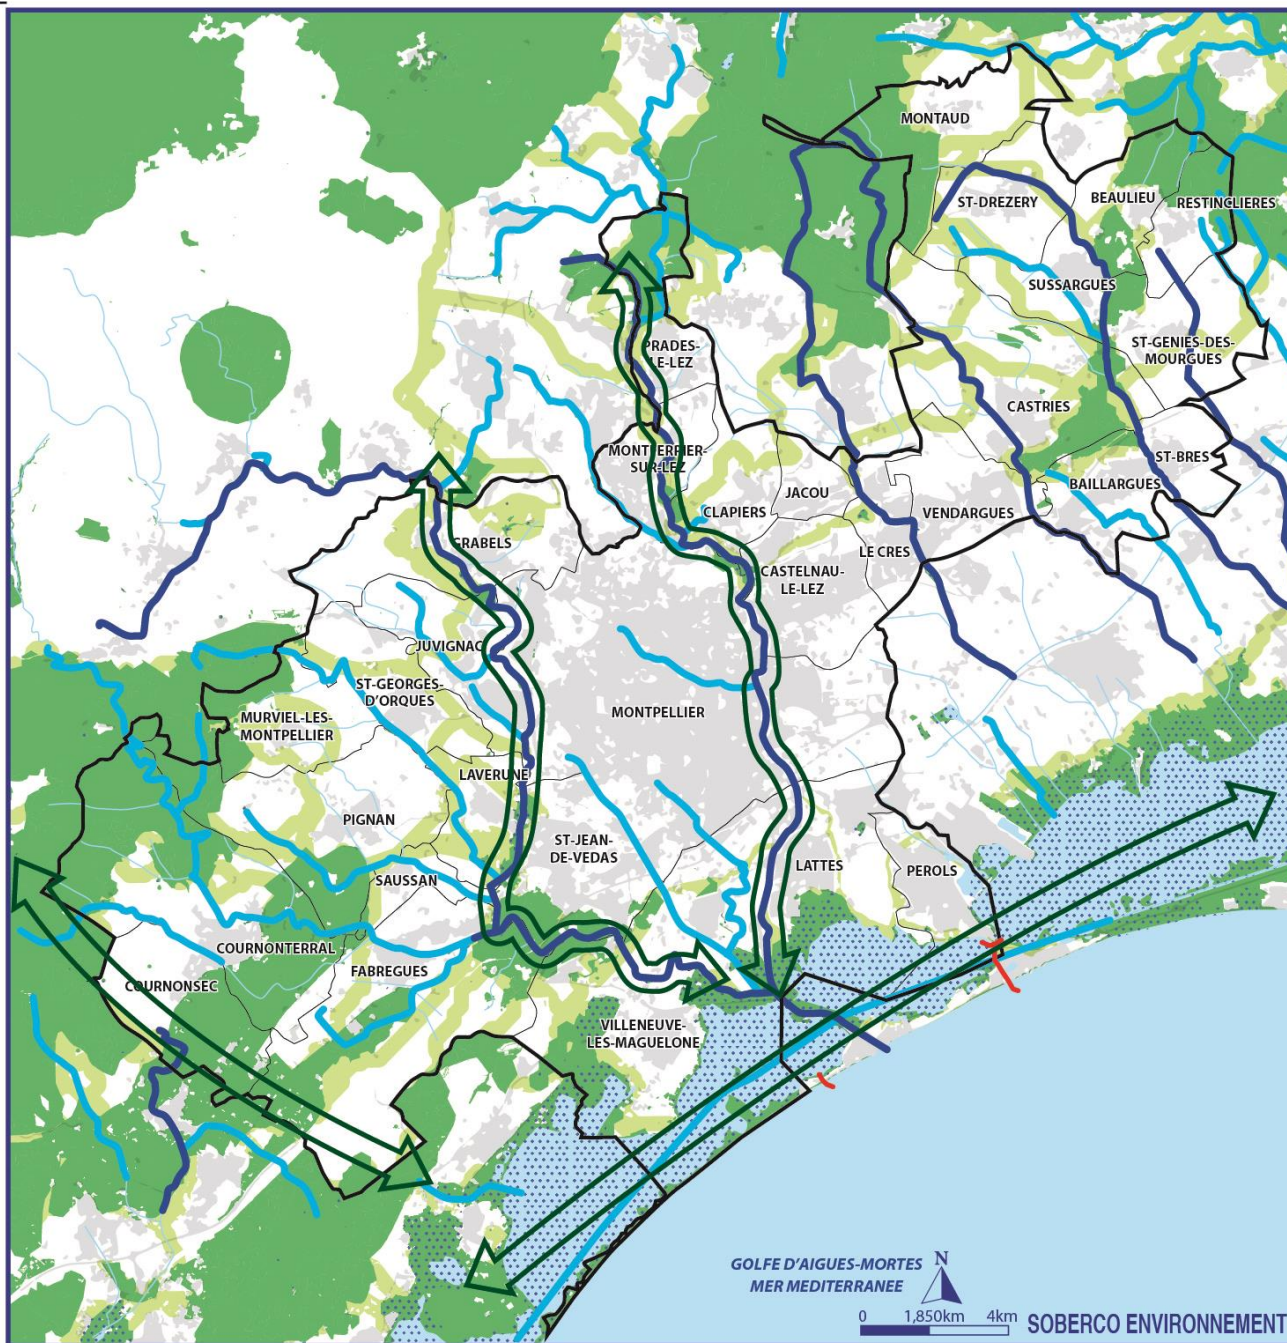 MONTAUD
ST-DREZERY
BEAULIEU
RESTINCLIERES
SUSSARGUES
ST-GENIES-DES-
MOURGUES
PRADES-
LE-LEZ
CASTRIES
MONTFERRIER-
SUR-LEZ
ST-BRES
BAILLARGUES
JACOU
CLAPIERS
VENDARGUES
GRABELS
LE CRES
CASTELNAU-
LE-LEZ
JUVIGNAC
ST-GEORGES-
D'ORQUES
MURVIEL-LES-
MONTPELLIER
MONTPELLIER
LAVERUNE
PIGNAN
ST-JEAN-
DE-VEDAS
LATTES
PEROLS
SAUSSAN
COURNONTERRAL
FABREGUES
COURNONSEC
VILLENEUVE-
LES-MAGUELONE
GOLFE D'AIGUES-MORTES
MER MEDITERRANEE
N
0 1,850km 4km
SOBERCO ENVIRONNEMENT